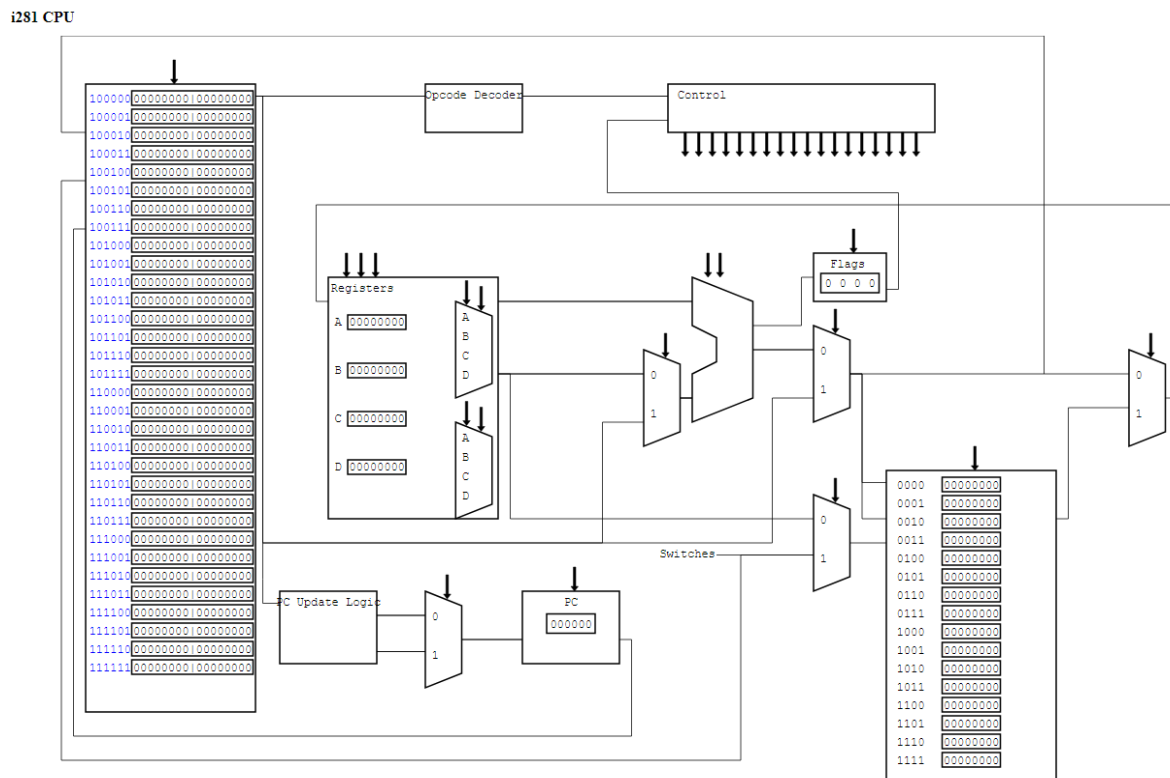 i281 CPU
100000 00000000|00000000
100001 00000000|00000000
100010 00000000|00000000
100011 00000000|00000000
100100 00000000|00000000
100101 00000000|00000000
100110 00000000|00000000
100111 00000000|00000000
101000 00000000|00000000
101001 00000000|00000000
101010 00000000|00000000
101011 00000000|00000000
101100 00000000|00000000
101101 00000000|00000000
101110 00000000|00000000
101111 00000000|00000000
110000 00000000|00000000
110001 00000000|00000000
110010 00000000|00000000
110011 00000000|00000000
110100 00000000|00000000
110101 00000000|00000000
110110 00000000|00000000
110111 00000000|00000000
111000 00000000|00000000
111001 00000000|00000000
111010 00000000|00000000
111011 00000000|00000000
111100 00000000|00000000
111101 00000000|00000000
111110 00000000|00000000
111111 00000000|00000000
Opcode Decoder
Control
Registers
A 00000000
B 00000000
C 00000000
D 00000000
A
B
C
D
A
B
C
D
0
1
Flags
0 0 0 0
0
1
0
1
Switches
0
1
PC Update Logic
0
1
PC
000000
0000 00000000
0001 00000000
0010 00000000
0011 00000000
0100 00000000
0101 00000000
0110 00000000
0111 00000000
1000 00000000
1001 00000000
1010 00000000
1011 00000000
1100 00000000
1101 00000000
1110 00000000
1111 00000000